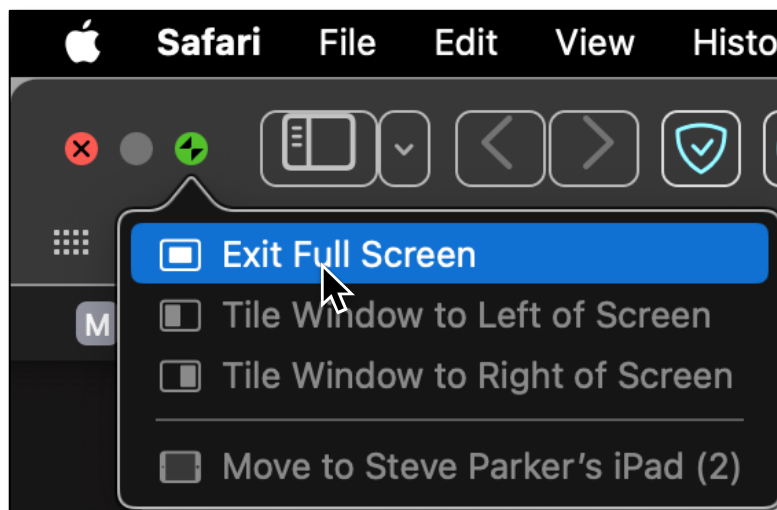 Safari File Edit View Histo
Exit Full Screen
Tile Window to Left of Screen
M
Tile Window to Right of Screen
Move to Steve Parker’s iPad (2)